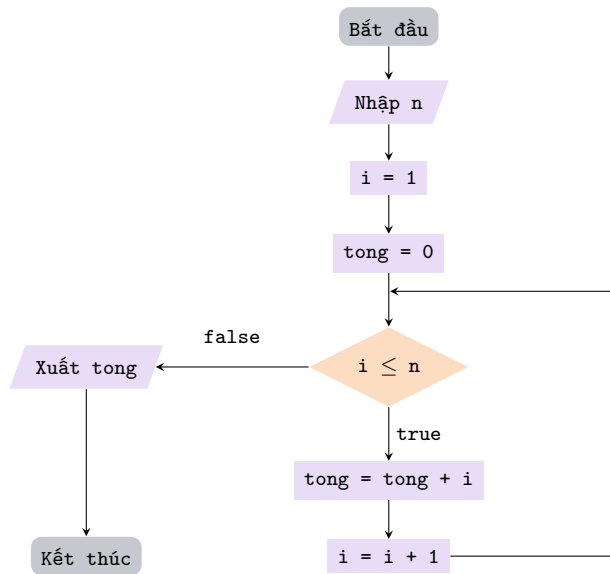 Bắt đầu
Nhập n
i = 1
tong = 0
i ≤ n
false
Xuất tong
true
tong = tong + i
i = i + 1
Kết thúc